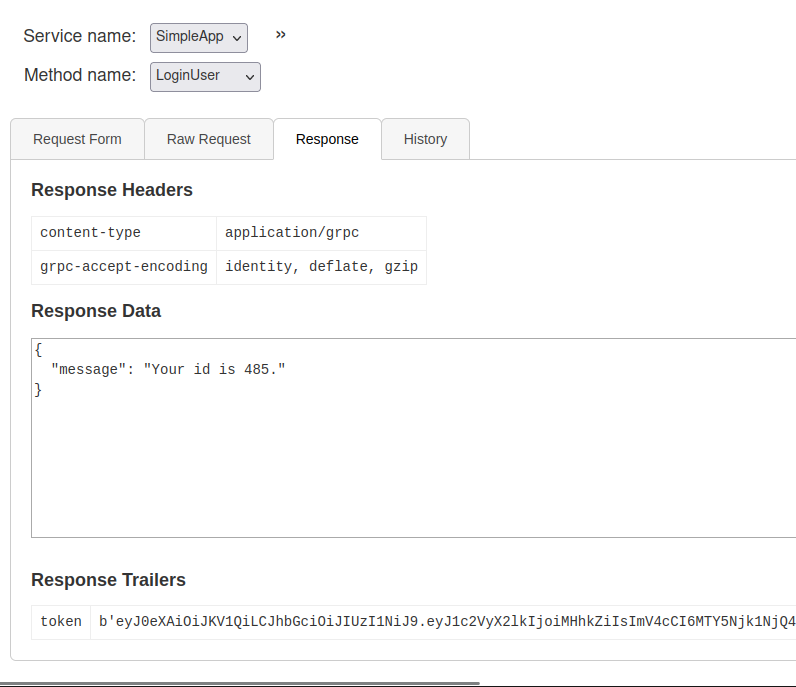 Service name: SimpleApp »
Method name: LoginUser
Request Form Raw Request Response History
Response Headers
content-type application/grpc
grpc-accept-encoding identity, deflate, gzip
Response Data
{
"message": "Your id is 485."
}
Response Trailers
token b'eyJ0eXAiOiJKV1QiLCJhbGciOiJIUzI1NiJ9.eyJ1c2VyX2lkIjoiMHhkZiIsImV4cCI6MTY5Njk1NjQ4